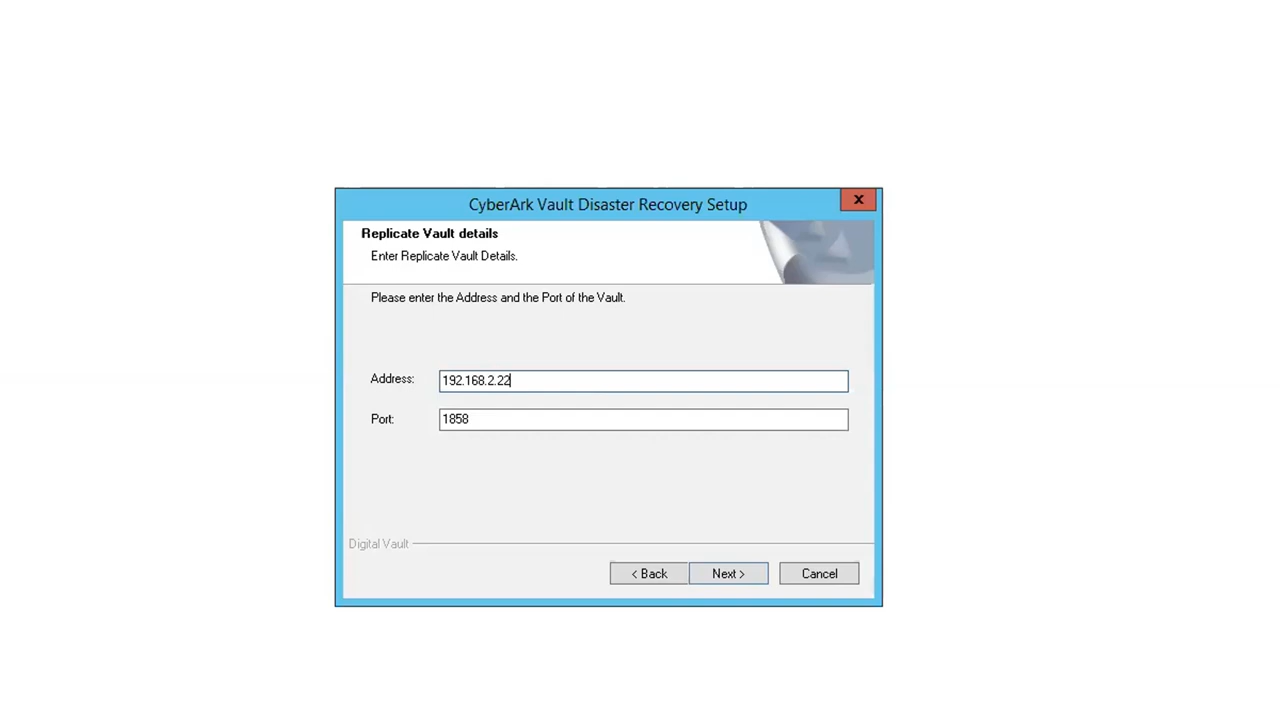 CyberArk Vault Disaster Recovery Setup
x
Replicate Vault details
Enter Replicate Vault Details.
Please enter the Address and the Port of the Vault.
Address: 192.168.2.22
Port: 1858
Digital Vault
< Back Next > Cancel